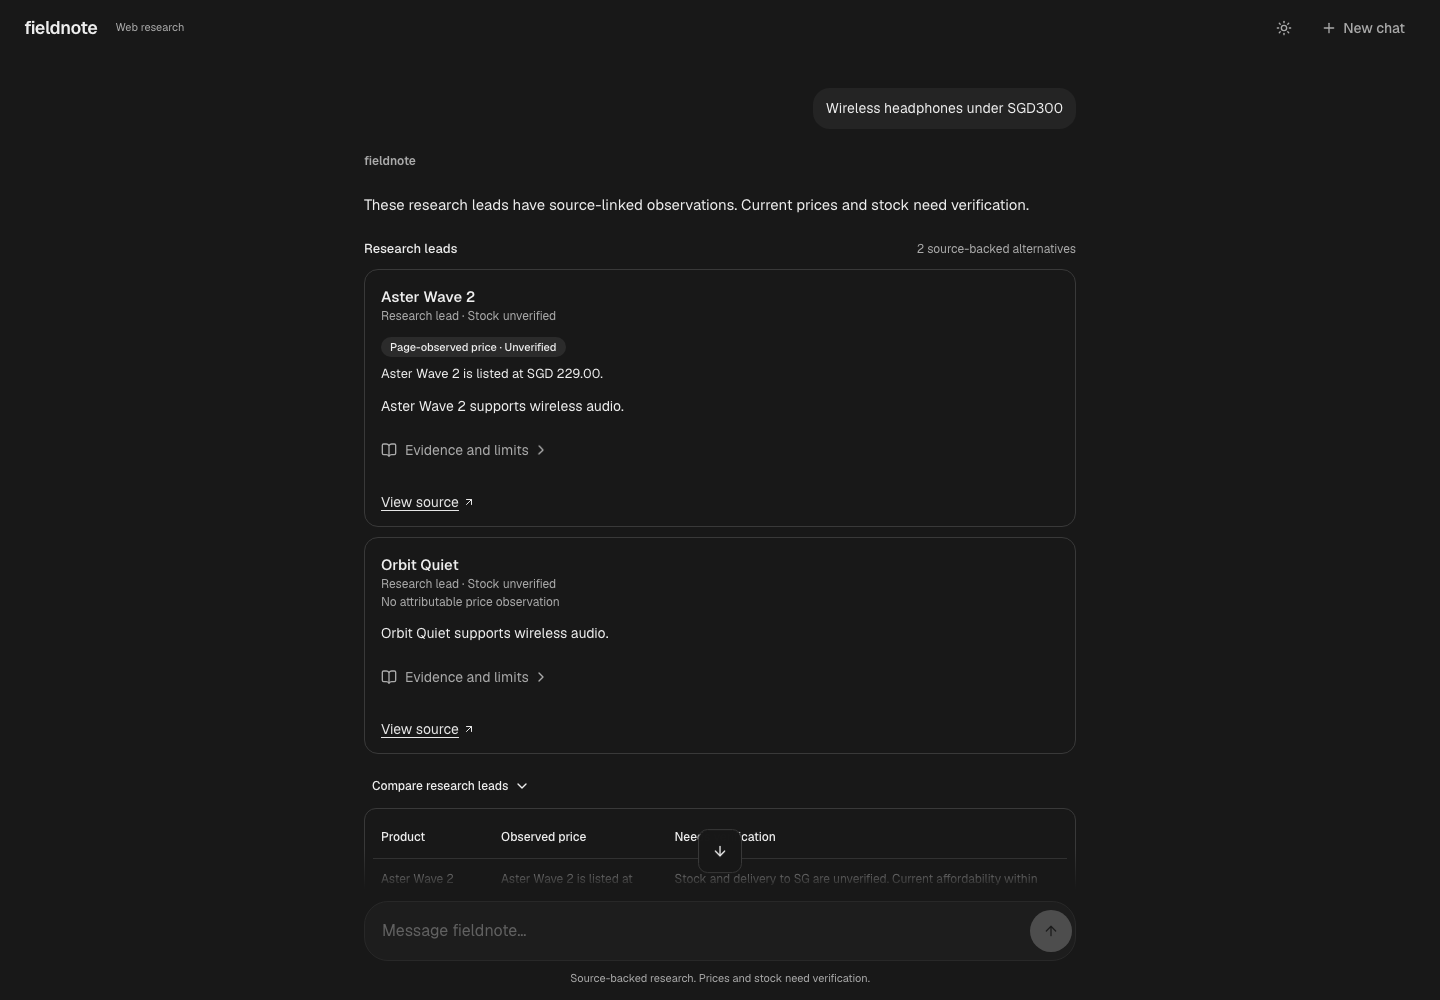 fieldnote
Web research
New chat
Wireless headphones under SGD300
fieldnote
These research leads have source-linked observations. Current prices and stock need verification.
Research leads
2 source-backed alternatives
Aster Wave 2
Research lead · Stock unverified
Page-observed price · Unverified
Aster Wave 2 is listed at SGD 229.00.
Aster Wave 2 supports wireless audio.
Evidence and limits
View source
Orbit Quiet
Research lead · Stock unverified
No attributable price observation
Orbit Quiet supports wireless audio.
Evidence and limits
View source
Compare research leads
Product Observed price
Aster Wave 2 Aster Wave 2 is listed at Stock and delivery to SG are unverified. Current affordability within
Message fieldnote...
Source-backed research. Prices and stock need verification.